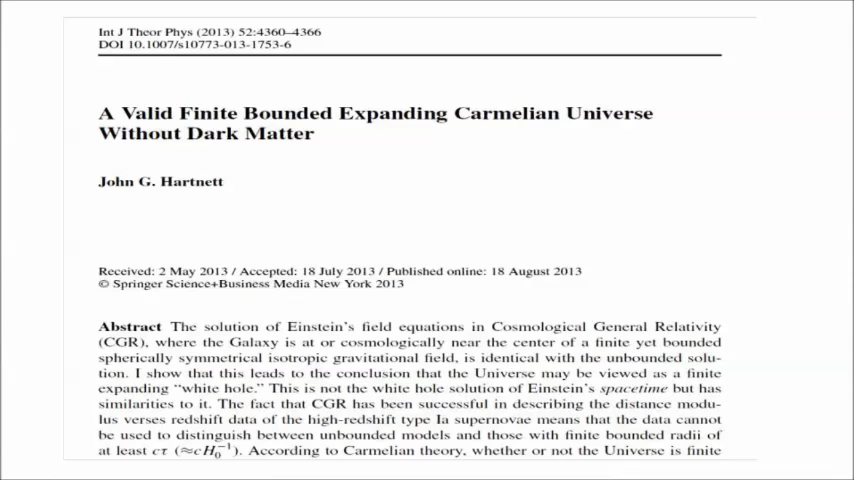 Int J Theor Phys (2013) 52:4360–4366
DOI 10.1007/s10773-013-1753-6
A Valid Finite Bounded Expanding Carmelian Universe
Without Dark Matter
John G. Hartnett
Received: 2 May 2013 / Accepted: 18 July 2013 / Published online: 18 August 2013
© Springer Science+Business Media New York 2013
Abstract The solution of Einstein's field equations in Cosmological General Relativity
(CGR), where the Galaxy is at or cosmologically near the center of a finite yet bounded
spherically symmetrical isotropic gravitational field, is identical with the unbounded solu-
tion. I show that this leads to the conclusion that the Universe may be viewed as a finite
expanding “white hole.” This is not the white hole solution of Einstein's spacetime but has
similarities to it. The fact that CGR has been successful in describing the distance modu-
lus verses redshift data of the high-redshift type Ia supernovae means that the data cannot
be used to distinguish between unbounded models and those with finite bounded radii of
at least cτ (≈cH₀⁻¹). According to Carmelian theory, whether or not the Universe is finite